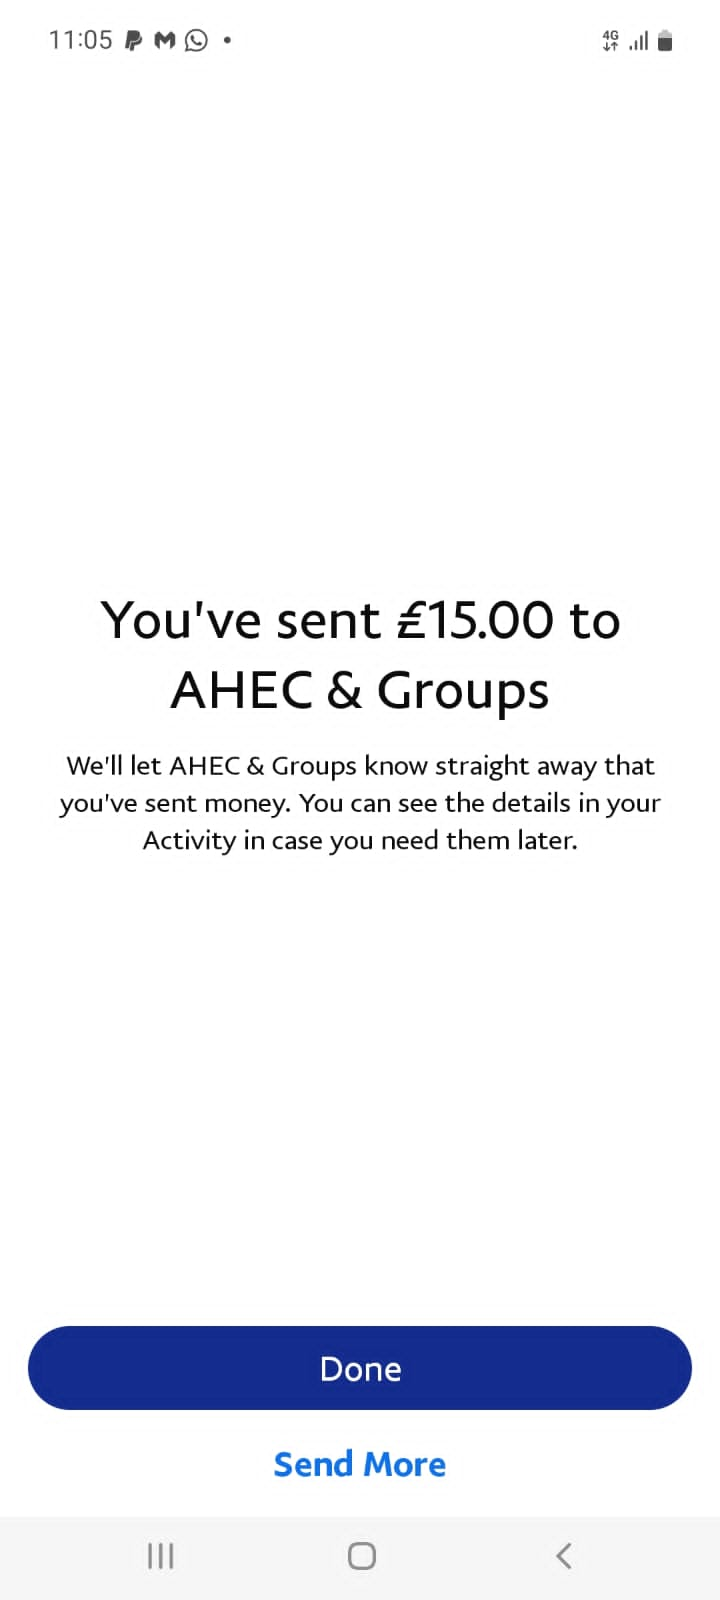 11:05
4G
You've sent £15.00 to
AHEC & Groups
We'll let AHEC & Groups know straight away that
you've sent money. You can see the details in your
Activity in case you need them later.
Done
Send More